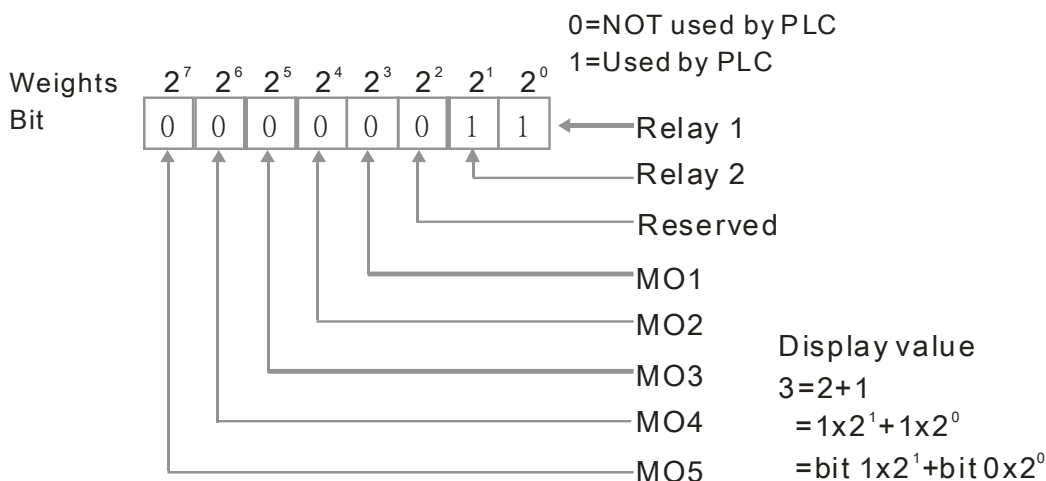 0=NOT used by PLC
1=Used by PLC
Weights 2⁷ 2⁶ 2⁵ 2⁴ 2³ 2² 2¹ 2⁰
Bit 0 0 0 0 0 0 1 1
Relay 1
Relay 2
Reserved
MO1
MO2
MO3
MO4
MO5
Display value
3=2+1
=1x2¹+1x2⁰
=bit 1x2¹+bit 0x2⁰